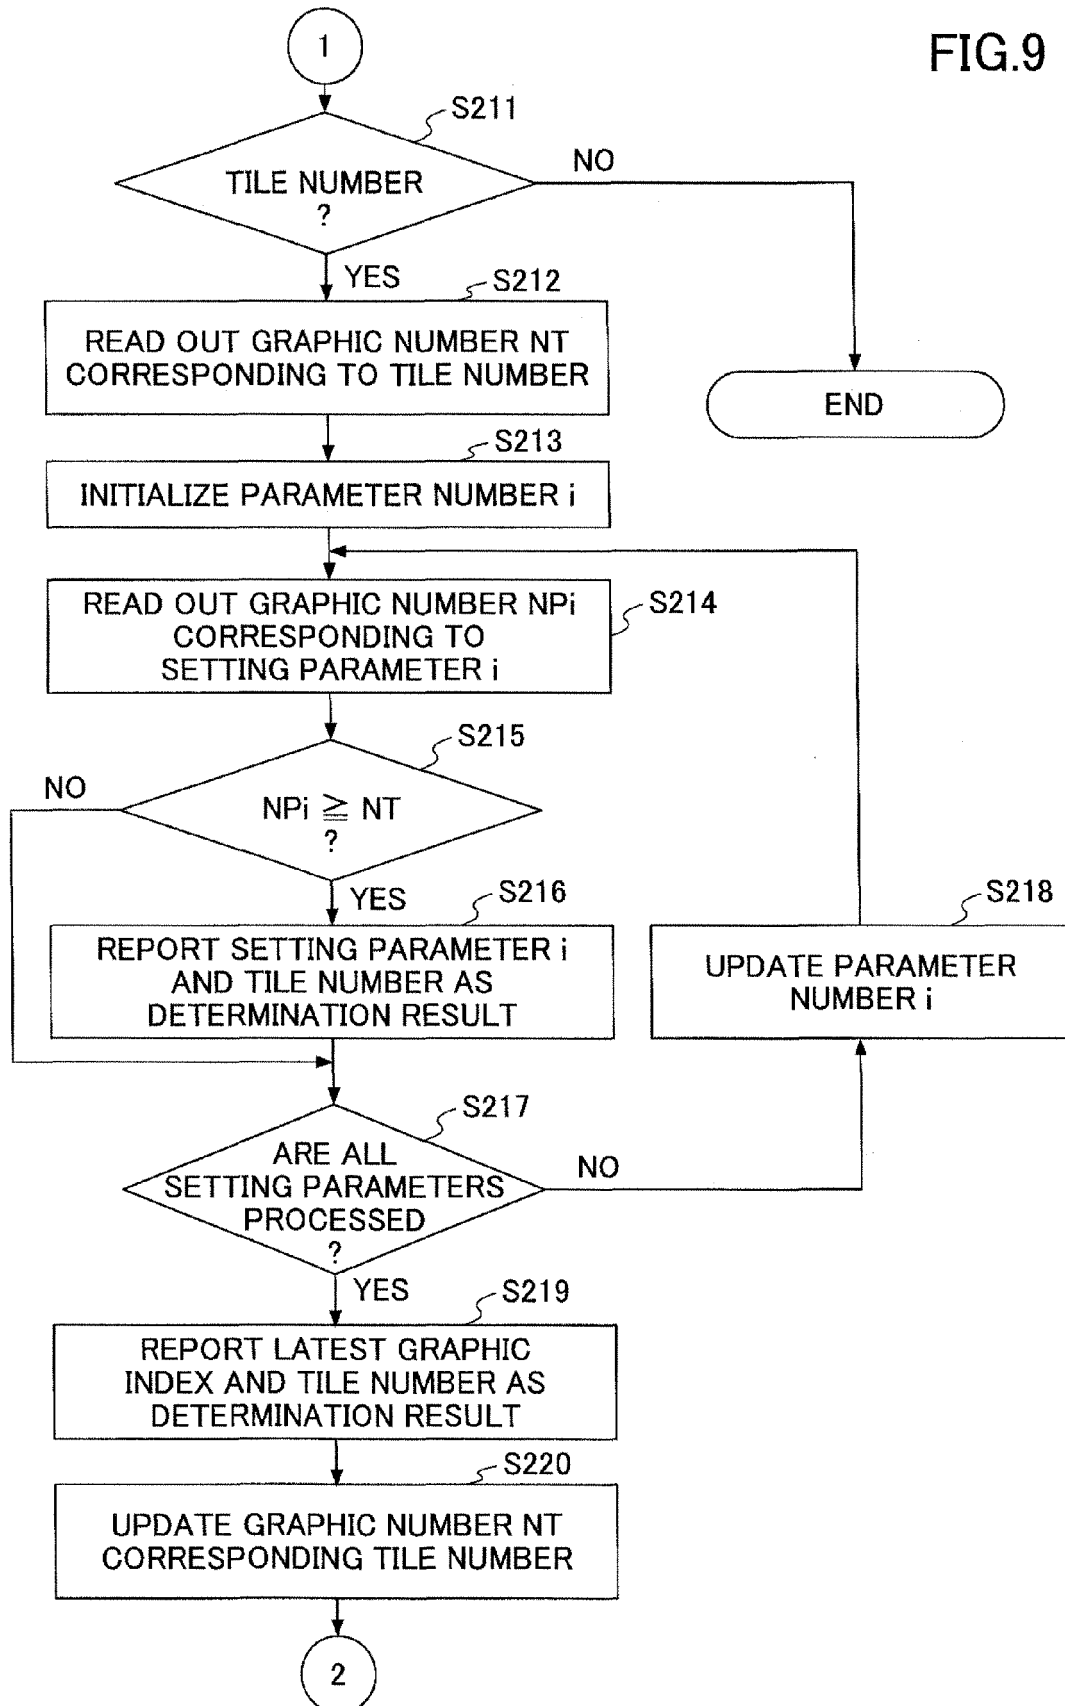 FIG.9
1
S211
TILE NUMBER
?
NO
YES
S212
READ OUT GRAPHIC NUMBER NT
CORRESPONDING TO TILE NUMBER
END
S213
INITIALIZE PARAMETER NUMBER i
READ OUT GRAPHIC NUMBER NPi
CORRESPONDING TO
SETTING PARAMETER i
S214
S215
NO
NPi ≧ NT
?
YES
S216
REPORT SETTING PARAMETER i
AND TILE NUMBER AS
DETERMINATION RESULT
S218
UPDATE PARAMETER
NUMBER i
S217
ARE ALL
SETTING PARAMETERS
PROCESSED
?
NO
YES
S219
REPORT LATEST GRAPHIC
INDEX AND TILE NUMBER AS
DETERMINATION RESULT
S220
UPDATE GRAPHIC NUMBER NT
CORRESPONDING TILE NUMBER
2